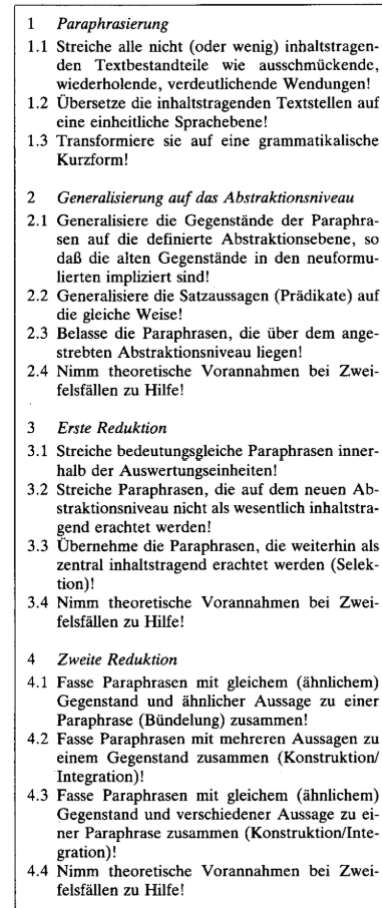 1 Paraphrasierung
1.1 Streiche alle nicht (oder wenig) inhaltstragen-
den Textbestandteile wie ausschmückende,
wiederholende, verdeutlichende Wendungen!
1.2 Übersetze die inhaltstragenden Textstellen auf
eine einheitliche Sprachebene!
1.3 Transformiere sie auf eine grammatikalische
Kurzform!
2 Generalisierung auf das Abstraktionsniveau
2.1 Generalisiere die Gegenstände der Paraphra-
sen auf die definierte Abstraktionsebene, so
daß die alten Gegenstände in den neuformu-
lierten impliziert sind!
2.2 Generalisiere die Satzaussagen (Prädikate) auf
die gleiche Weise!
2.3 Belasse die Paraphrasen, die über dem ange-
strebten Abstraktionsniveau liegen!
2.4 Nimm theoretische Vorannahmen bei Zwei-
felsfällen zu Hilfe!
3 Erste Reduktion
3.1 Streiche bedeutungsgleiche Paraphrasen inner-
halb der Auswertungseinheiten!
3.2 Streiche Paraphrasen, die auf dem neuen Ab-
straktionsniveau nicht als wesentlich inhaltstra-
gend erachtet werden!
3.3 Übernehme die Paraphrasen, die weiterhin als
zentral inhaltstragend erachtet werden (Selek-
tion)!
3.4 Nimm theoretische Vorannahmen bei Zwei-
felsfällen zu Hilfe!
4 Zweite Reduktion
4.1 Fasse Paraphrasen mit gleichem (ähnlichem)
Gegenstand und ähnlicher Aussage zu einer
Paraphrase (Bündelung) zusammen!
4.2 Fasse Paraphrasen mit mehreren Aussagen zu
einem Gegenstand zusammen (Konstruktion/
Integration)!
4.3 Fasse Paraphrasen mit gleichem (ähnlichem)
Gegenstand und verschiedener Aussage zu ei-
ner Paraphrase zusammen (Konstruktion/Inte-
gration)!
4.4 Nimm theoretische Vorannahmen bei Zwei-
felsfällen zu Hilfe!